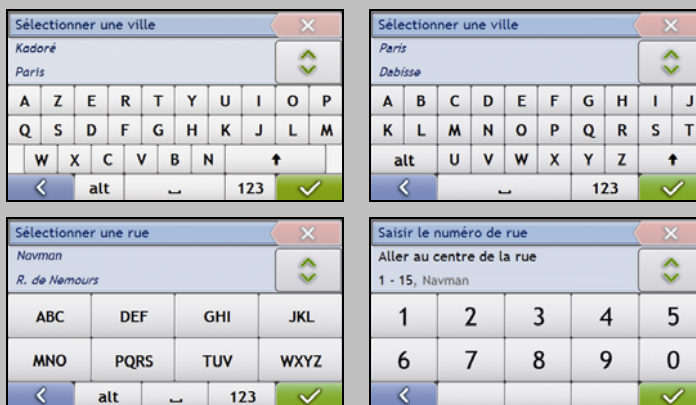 Sélectionner une ville
Kadoré
Paris
A Z E R T Y U I O P
Q S D F G H K J L M
W X C V B N
alt 123
Sélectionner une ville
Paris
Dabisse
A B C D E F G H I J
K L M N O P Q R S T
alt U V W X Y Z
123
Sélectionner une rue
Navman
R. de Nemours
ABC DEF GHI JKL
MNO PQRS TUV WXYZ
alt 123
Saisir le numéro de rue
Aller au centre de la rue
1 - 15, Navman
1 2 3 4 5
6 7 8 9 0